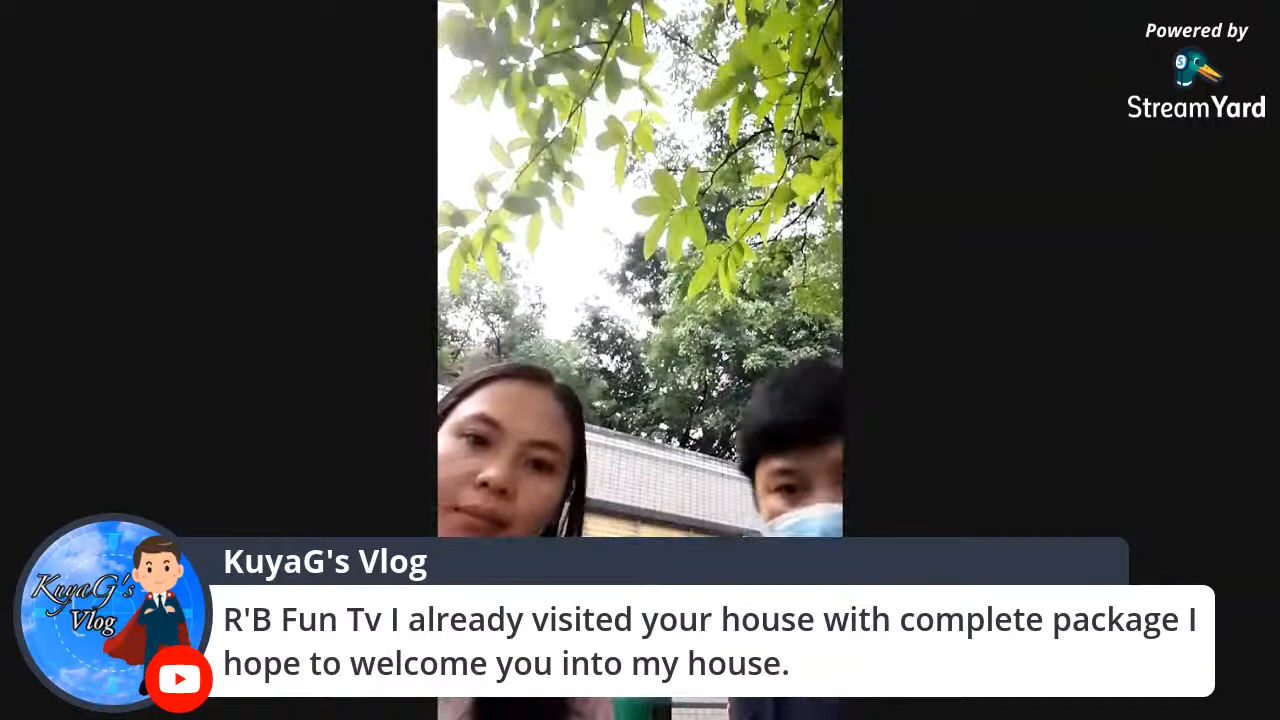 Powered by
StreamYard
KuyaG's Vlog
KuyaG's
Vlog
R'B Fun Tv I already visited your house with complete package I
hope to welcome you into my house.